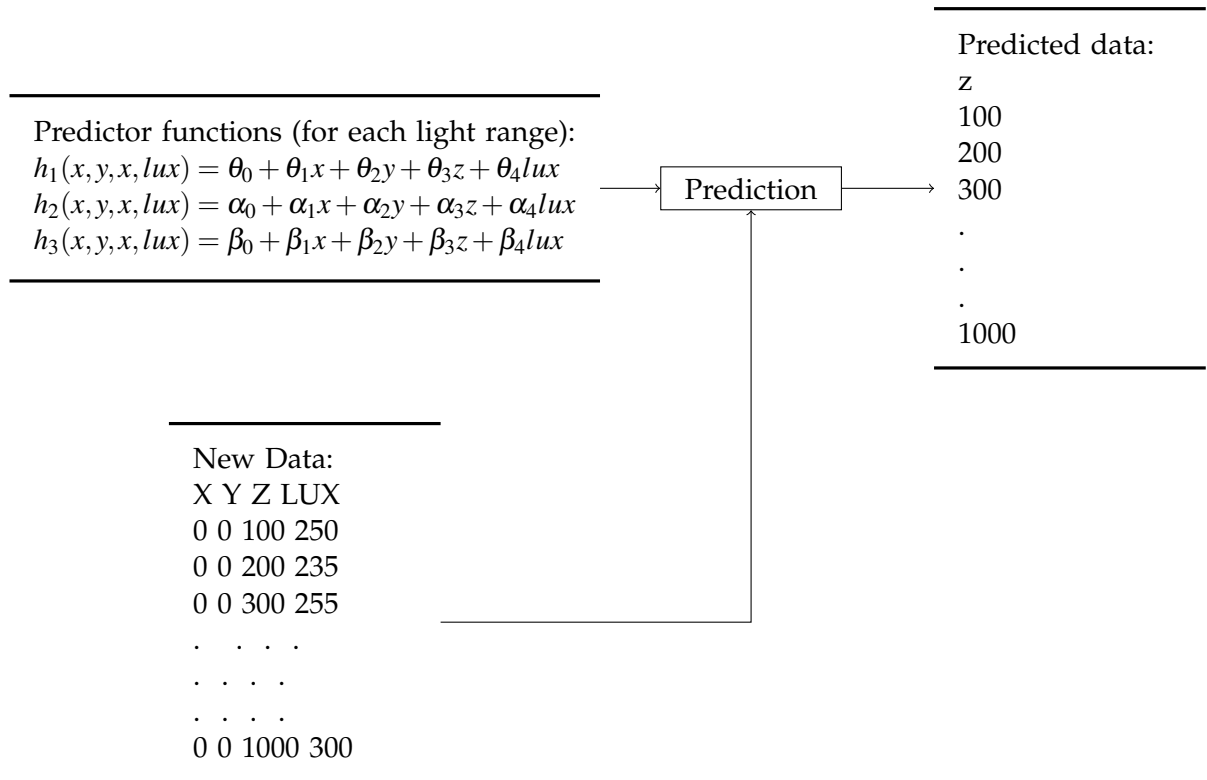 Predictor functions (for each light range):
h₁(x, y, x, lux) = θ₀ + θ₁x + θ₂y + θ₃z + θ₄lux
h₂(x, y, x, lux) = α₀ + α₁x + α₂y + α₃z + α₄lux
h₃(x, y, x, lux) = β₀ + β₁x + β₂y + β₃z + β₄lux
Prediction
Predicted data:
z
100
200
300
.
.
.
1000
New Data:
X Y Z LUX
0 0 100 250
0 0 200 235
0 0 300 255
. . . .
. . . .
. . . .
0 0 1000 300